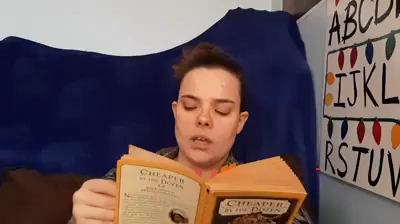 ABCD
IJKL
RSTUV
CHEAPER
BY THE DOZEN
CHEAPER
BY THE DOZEN